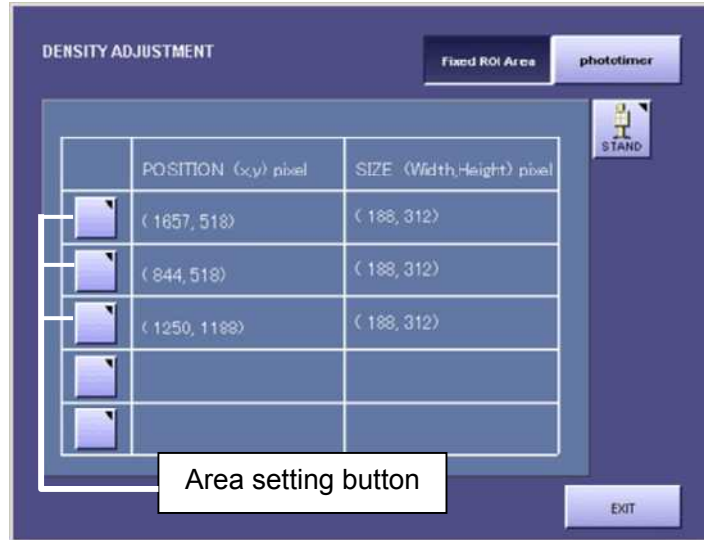 DENSITY ADJUSTMENT
Fixed ROI Area
phototimer
STAND
POSITION (x,y) pixel
SIZE (Width,Height) pixel
( 1657, 518)
( 188, 312)
( 844, 518)
( 188, 312)
( 1250, 1188)
( 188, 312)
Area setting button
EXIT